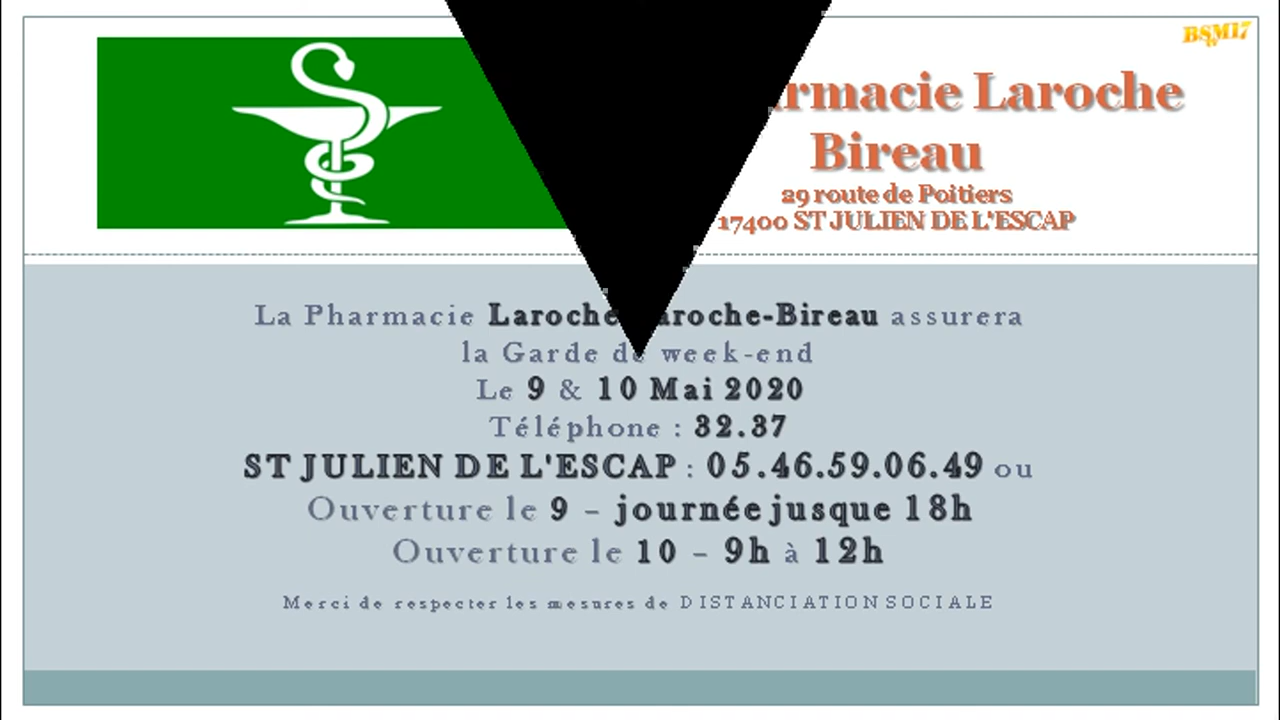 BSM17
rmacie Laroche
Bireau
29 route de Poitiers
17400 ST JULIEN DE L'ESCAP
La Pharmacie Laroche aroche-Bireau assurera
la Garde de week-end
Le 9 & 10 Mai 2020
Téléphone : 32.37
ST JULIEN DE L'ESCAP : 05.46.59.06.49 ou
Ouverture le 9 – journée jusque 18h
Ouverture le 10 – 9h à 12h
Merci de respecter les mesures de DISTANCIATION SOCIALE